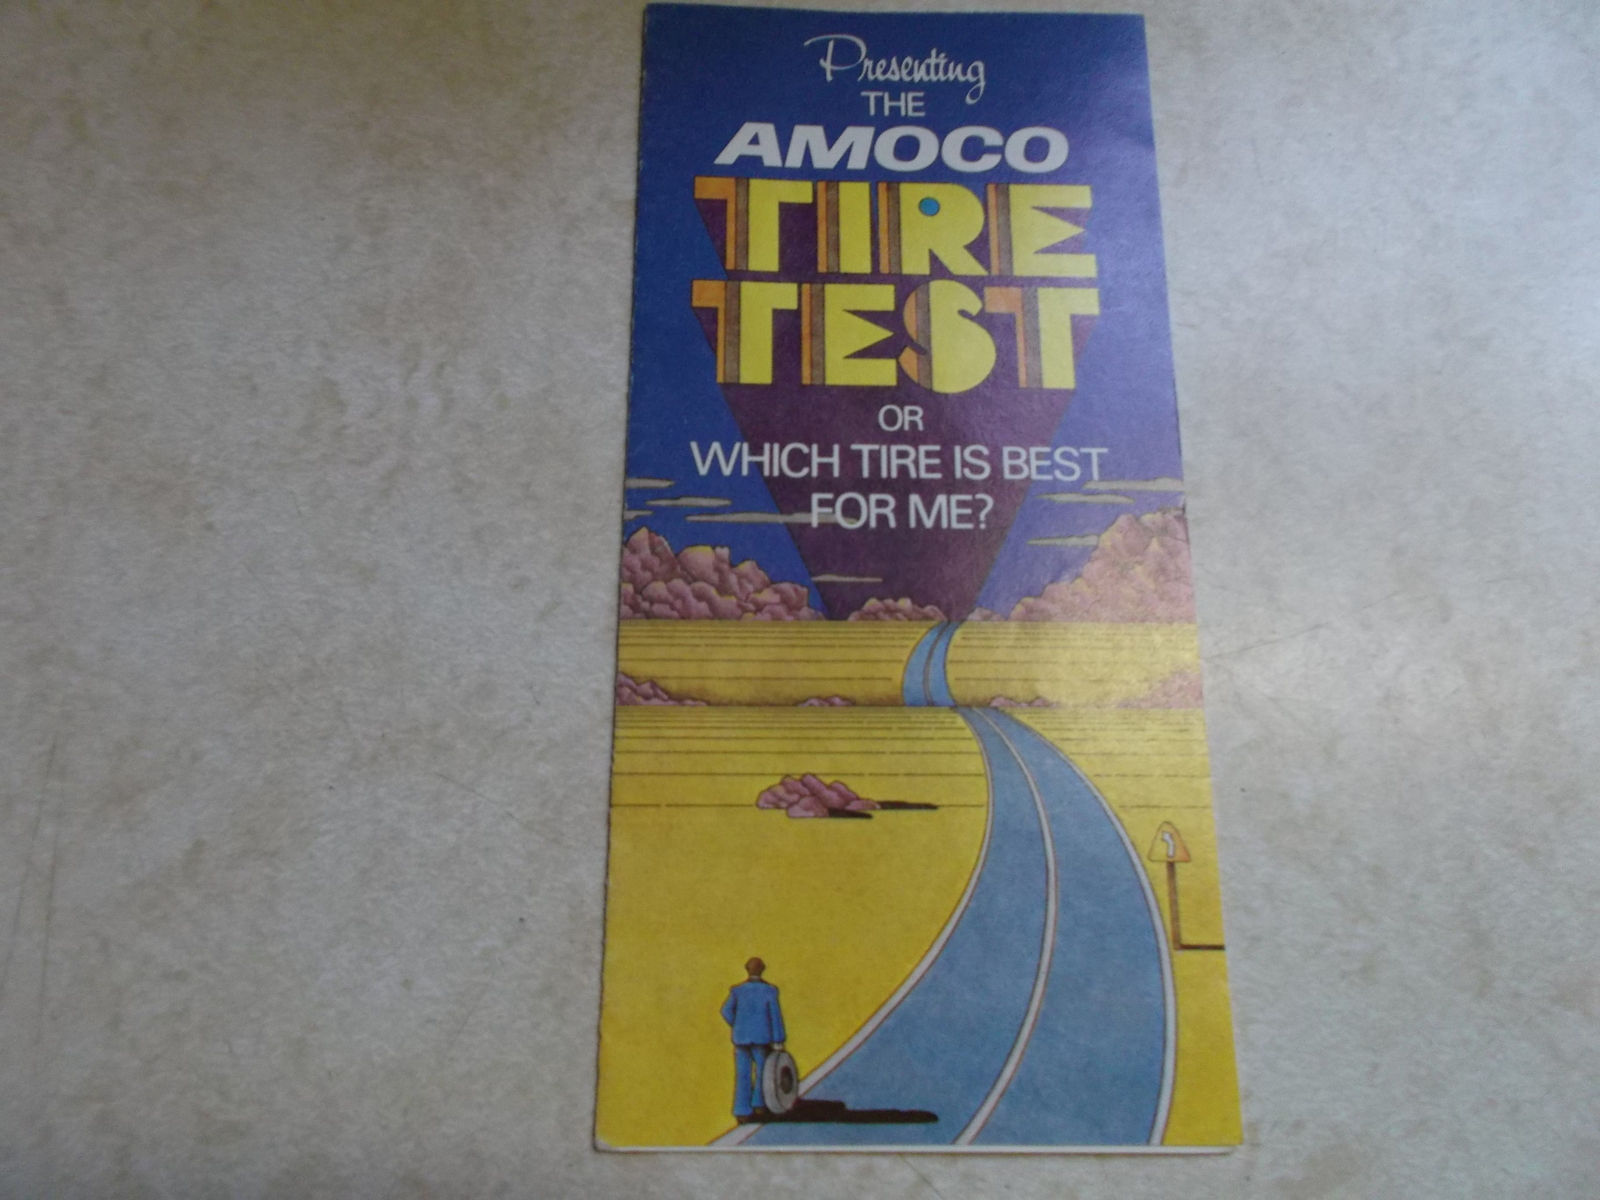 Presenting
THE
AMOCO
TIRE
TEST
OR
WHICH TIRE IS BEST
FOR ME?